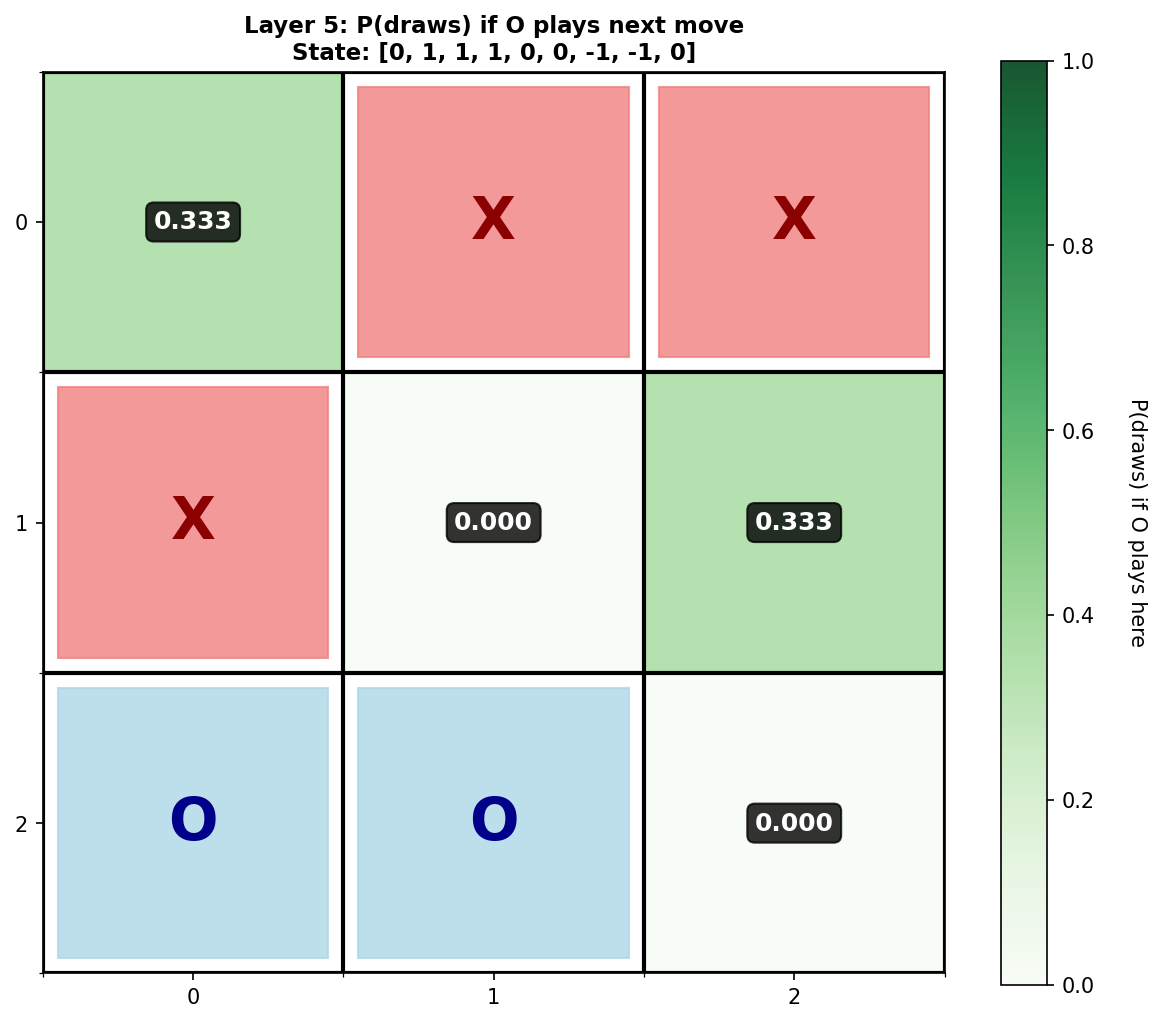 Layer 5: P(draws) if O plays next move
State: [0, 1, 1, 1, 0, 0, -1, -1, 0]
0
0.333
X
X
1
X
0.000
0.333
2
O
O
0.000
0
1
2
1.0
0.8
0.6
0.4
0.2
0.0
P(draws) if O plays here